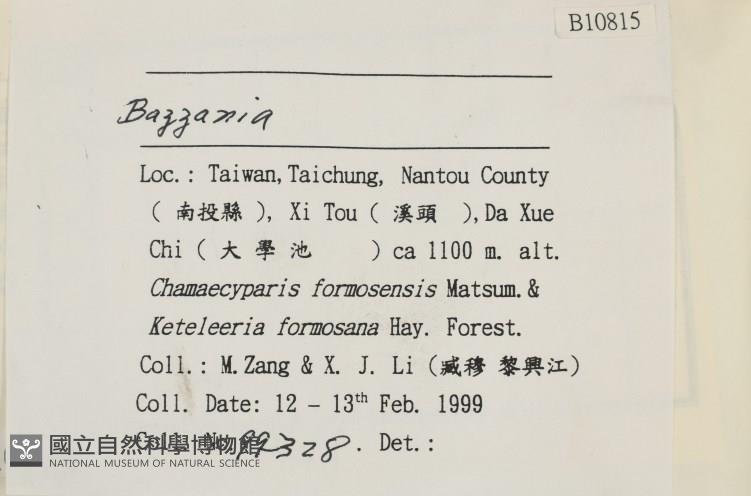 B10815
Bazzania
Loc.: Taiwan, Taichung, Nantou County
( 南投縣 ), Xi Tou ( 溪頭 ), Da Xue
Chi ( 大學池 ) ca 1100 m. alt.
Chamaecyparis formosensis Matsum. &
Keteleeria formosana Hay. Forest.
Coll.: M. Zang & X. J. Li (臧穆 黎興江)
Coll. Date: 12 - 13th Feb. 1999
Coll. No 99328. Det.:
國立自然科學博物館
NATIONAL MUSEUM OF NATURAL SCIENCE